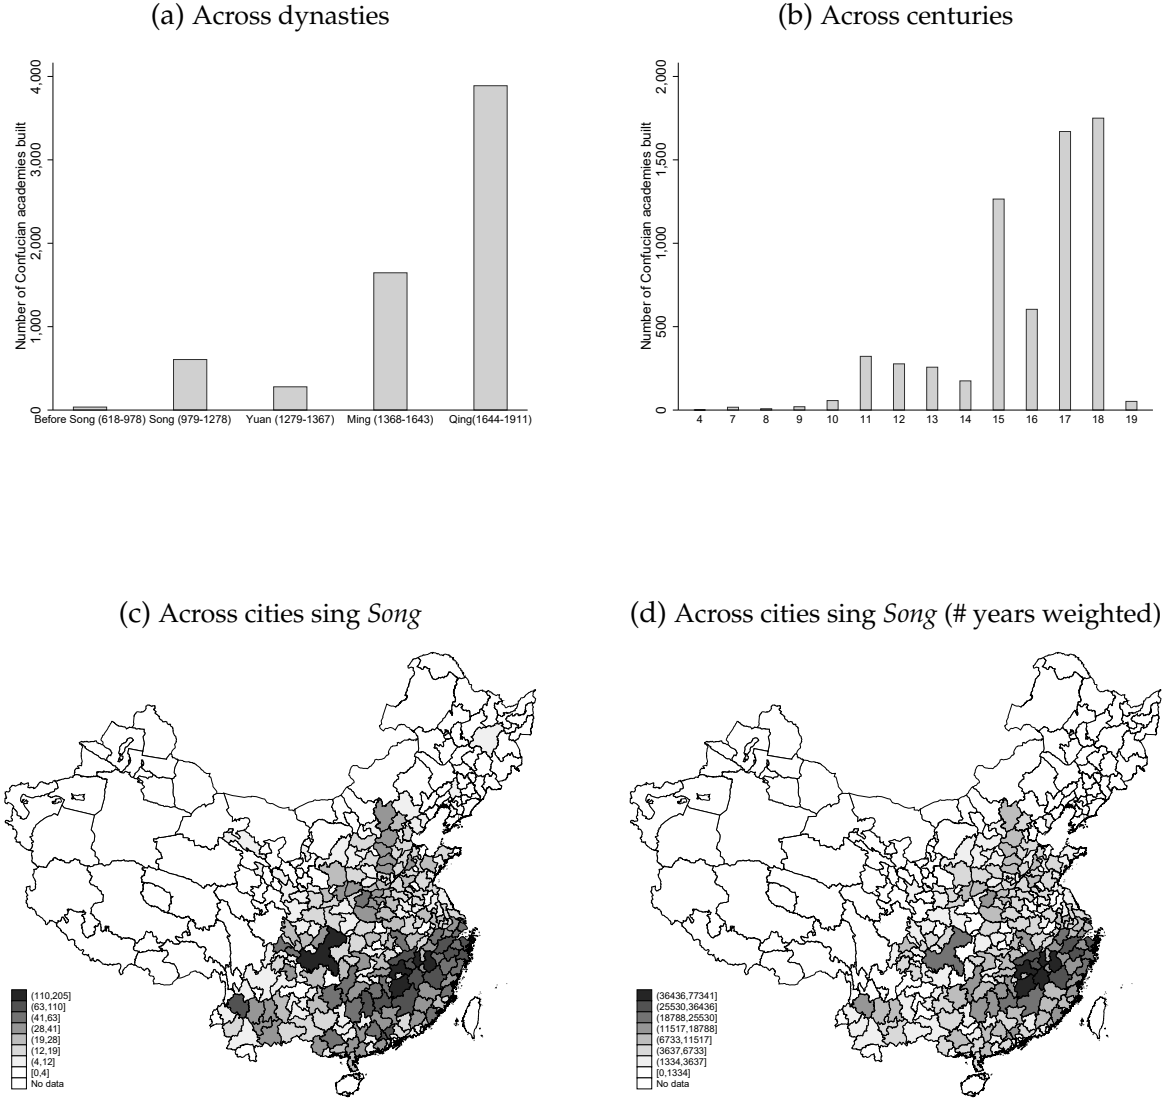 (a) Across dynasties
Number of Confucian academies built
4,000
3,000
2,000
1,000
0
Before Song (618-978) Song (979-1278) Yuan (1279-1367) Ming (1368-1643) Qing(1644-1911)
(b) Across centuries
Number of Confucian academies built
2,000
1,500
1,000
500
0
4 7 8 9 10 11 12 13 14 15 16 17 18 19
(c) Across cities sing Song
(110,205]
(63,110]
(41,63]
(28,41]
(19,28]
(12,19]
(4,12]
[0,4]
No data
(d) Across cities sing Song (# years weighted)
(36436,77341]
(25530,36436]
(18788,25530]
(11517,18788]
(6733,11517]
(3637,6733]
(1334,3637]
[0,1334]
No data